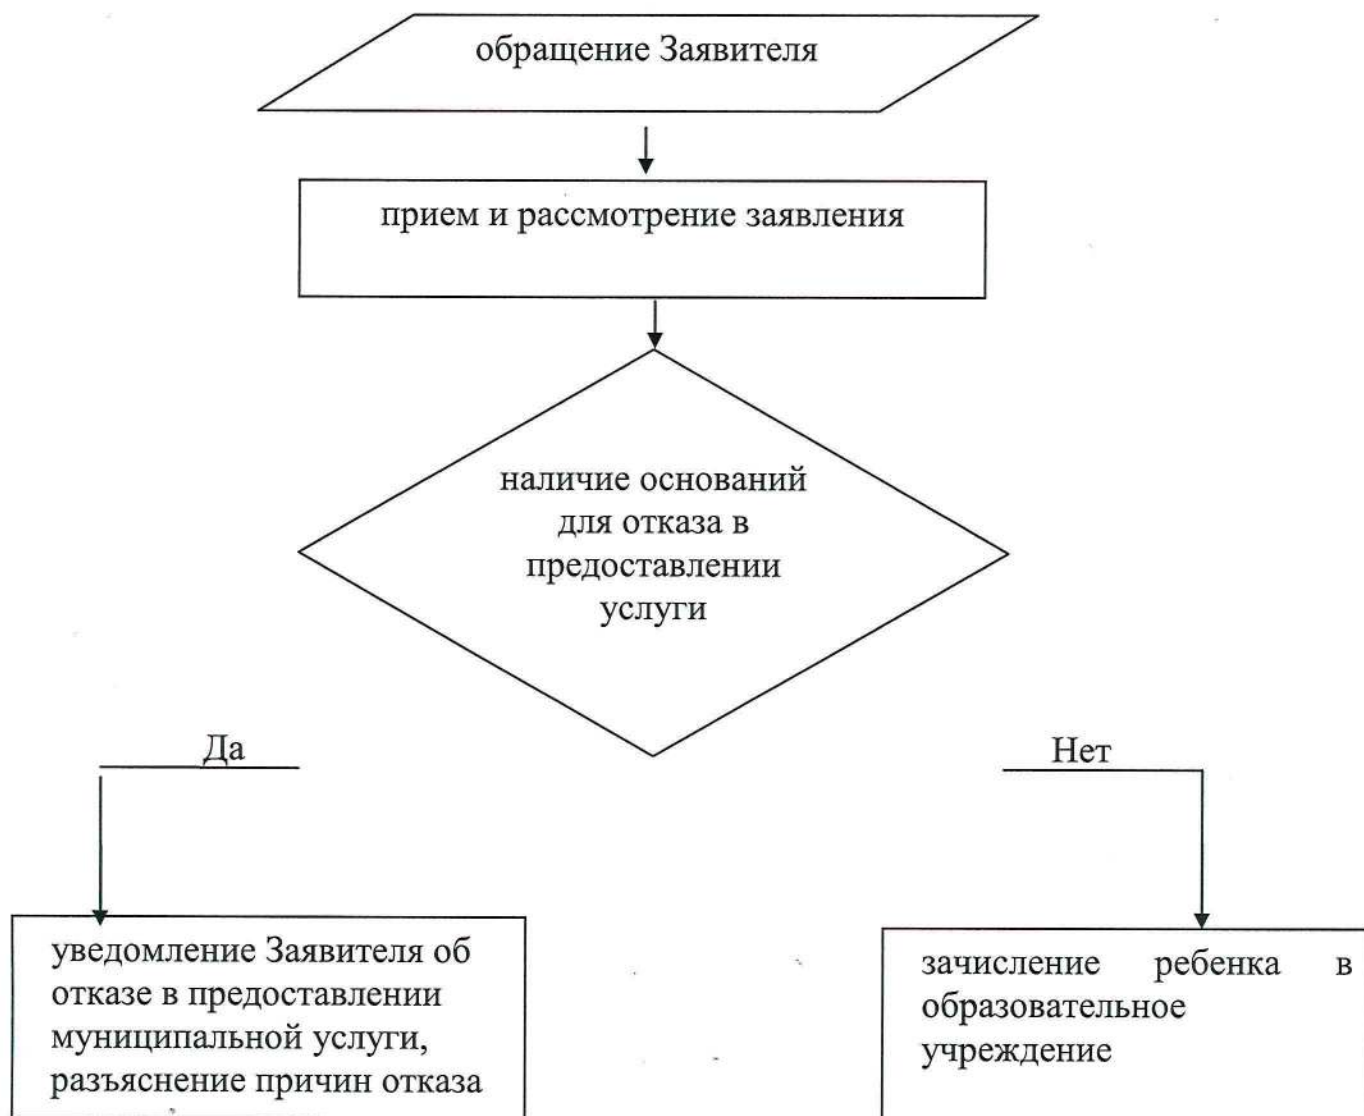 обращение Заявителя
прием и рассмотрение заявления
наличие оснований
для отказа в
предоставлении
услуги
Да
Нет
уведомление Заявителя об
отказе в предоставлении
муниципальной услуги,
разъяснение причин отказа
зачисление ребенка в
образовательное
учреждение